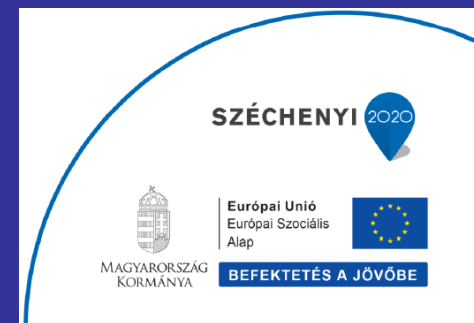 SZÉCHENYI 2020
Európai Unió
Európai Szociális
Alap
MAGYARORSZÁG
KORMÁNYA
BEFEKTETÉS A JÖVŐBE